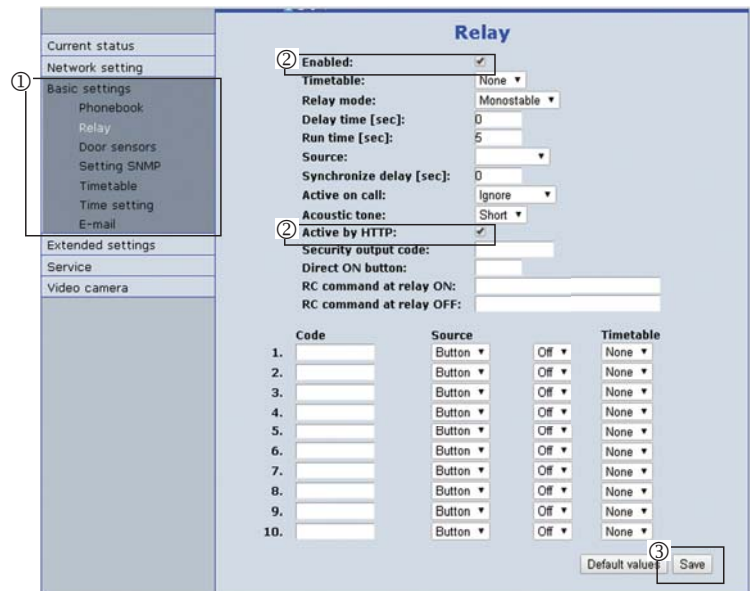 Relay
Current status
Network setting
①
Basic settings
Phonebook
Relay
Door sensors
Setting SNMP
Timetable
Time setting
E-mail
Extended settings
Service
Video camera
② Enabled:
Timetable: None
Relay mode: Monostable
Delay time [sec]: 0
Run time [sec]: 5
Source:
Synchronize delay [sec]: 0
Active on call: Ignore
Acoustic tone: Short
② Active by HTTP:
Security output code:
Direct ON button:
RC command at relay ON:
RC command at relay OFF:
Code Source Timetable
1. Button Off None
2. Button Off None
3. Button Off None
4. Button Off None
5. Button Off None
6. Button Off None
7. Button Off None
8. Button Off None
9. Button Off None
10. Button Off None
③
Default values Save